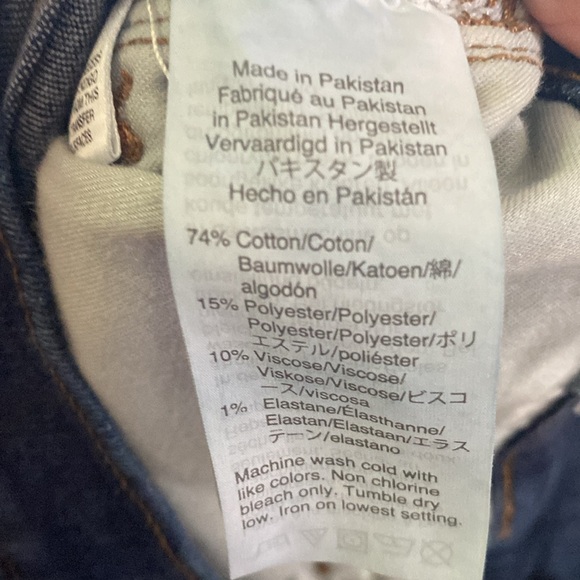 Made in Pakistan
Fabriqué au Pakistan
in Pakistan Hergestellt
Vervaardigd in Pakistan
パキスタン製
Hecho en Pakistán
74% Cotton/Coton/
Baumwolle/Katoen/綿/
algodón
15% Polyester/Polyester/
Polyester/Polyester/ポリ
エステル/poliéster
10% Viscose/Viscose/
Viskose/Viscose/ビスコ
ース/viscosa
1% Elastane/Élasthanne/
Elastan/Elastaan/エラス
テーン/elastano
Machine wash cold with
like colors. Non chlorine
bleach only. Tumble dry
low. Iron on lowest setting.
THIS